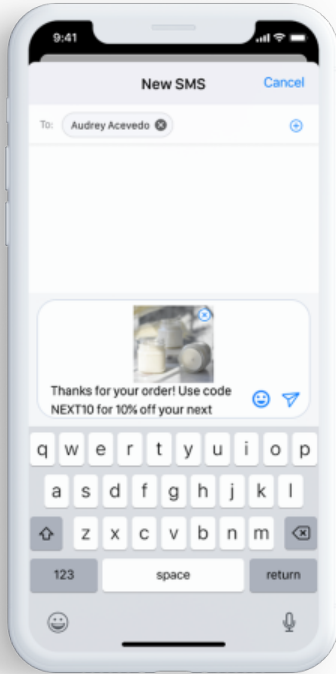 9:41
New SMS
Cancel
To:
Audrey Acevedo
Thanks for your order! Use code
NEXT10 for 10% off your next
q w e r t y u i o p
a s d f g h j k l
z x c v b n m
123
space
return